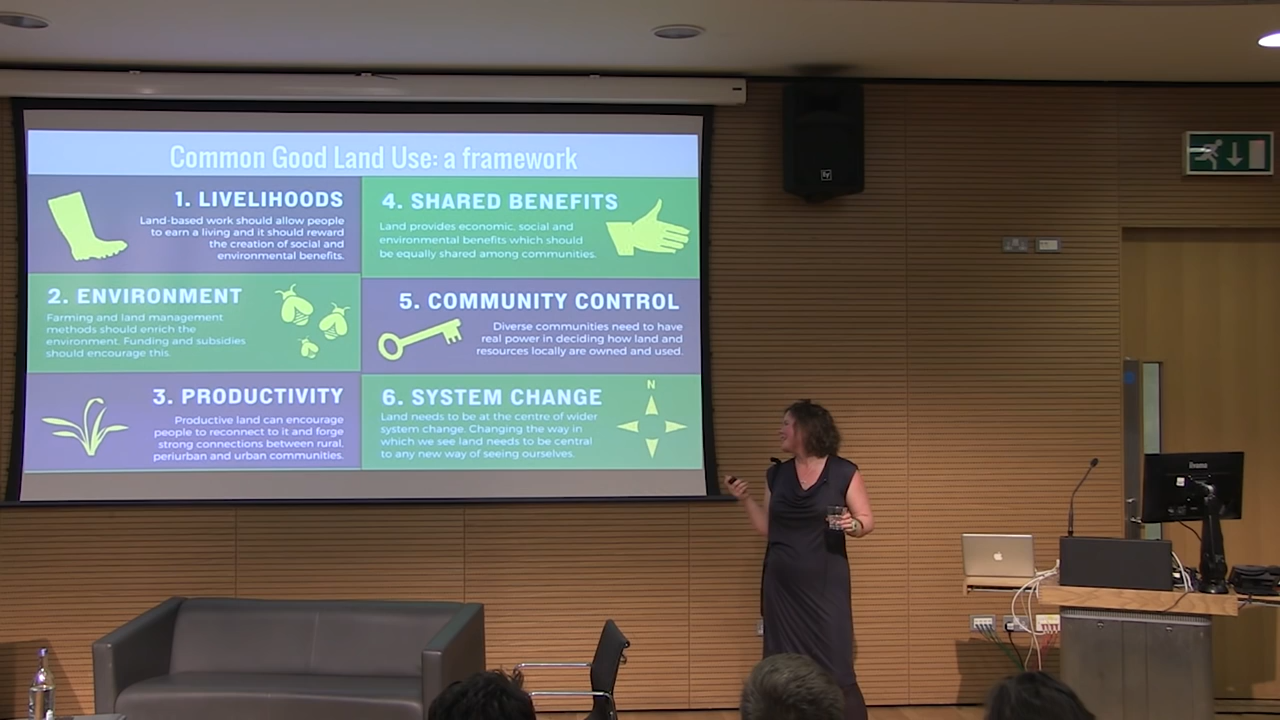 Common Good Land Use: a framework
1. LIVELIHOODS
Land-based work should allow people
to earn a living and it should reward
the creation of social and
environmental benefits.
2. ENVIRONMENT
Farming and land management
methods should enrich the
environment. Funding and subsidies
should encourage this.
3. PRODUCTIVITY
Productive land can encourage
people to reconnect to it and forge
strong connections between rural,
periurban and urban communities.
4. SHARED BENEFITS
Land provides economic, social and
environmental benefits which should
be equally shared among communities.
5. COMMUNITY CONTROL
Diverse communities need to have
real power in deciding how land and
resources locally are owned and used.
6. SYSTEM CHANGE
Land needs to be at the centre of wider
system change. Changing the way in
which we see land needs to be central
to any new way of seeing ourselves.
N
EV
iiyama